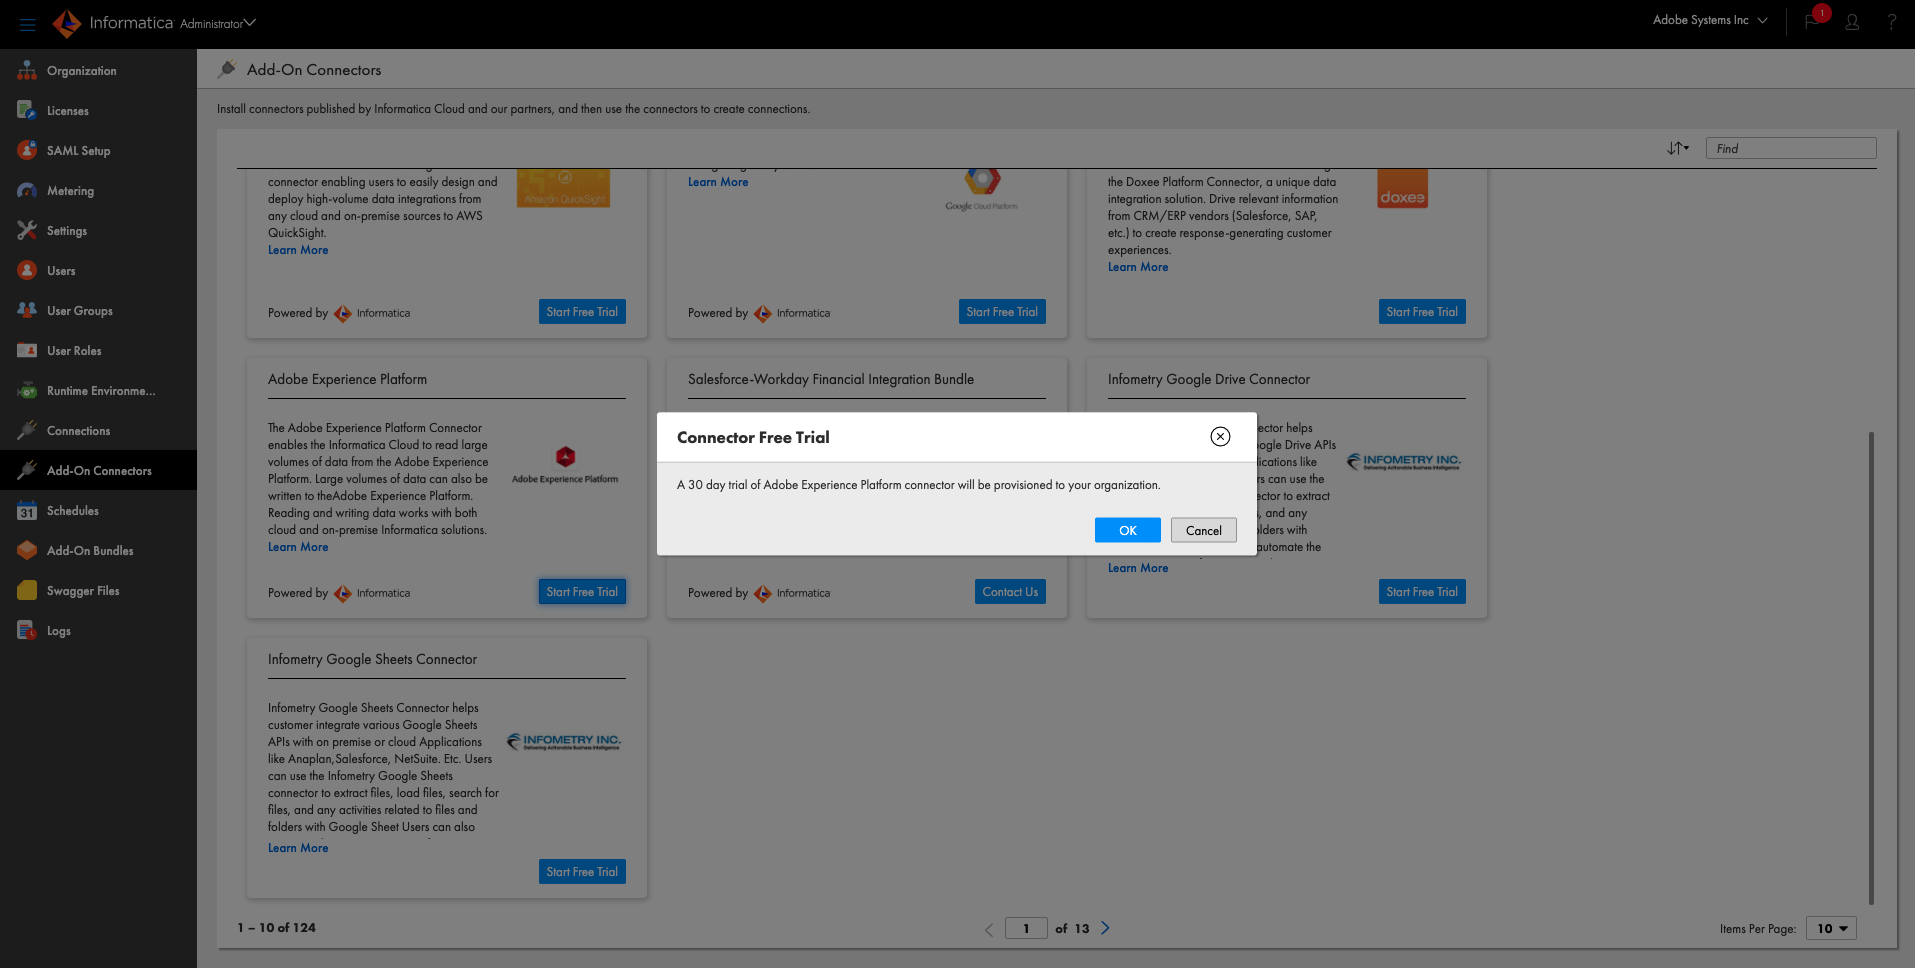 Informatica Administrator
Adobe Systems Inc
1
?
Organization
Licenses
SAML Setup
Metering
Settings
Users
User Groups
User Roles
Runtime Environme...
Connections
Add-On Connectors
31
Schedules
Add-On Bundles
Swagger Files
Logs
Add-On Connectors
Install connectors published by Informatica Cloud and our partners, and then use the connectors to create connections.
Find
connector enabling users to easily design and
deploy high-volume data integrations from
any cloud and on-premise sources to AWS
QuickSight.
Learn More
Amazon QuickSight
Powered by Informatica
Start Free Trial
Learn More
Google Cloud Platform
Powered by Informatica
Start Free Trial
the Doxee Platform Connector, a unique data
integration solution. Drive relevant information
from CRM/ERP vendors (Salesforce, SAP,
etc.) to create response-generating customer
experiences.
Learn More
doxee
Start Free Trial
Adobe Experience Platform
The Adobe Experience Platform Connector
enables the Informatica Cloud to read large
volumes of data from the Adobe Experience
Platform. Large volumes of data can also be
written to theAdobe Experience Platform.
Reading and writing data works with both
cloud and on-premise Informatica solutions.
Learn More
Adobe Experience Platform
Powered by Informatica
Start Free Trial
Salesforce-Workday Financial Integration Bundle
Powered by Informatica
Contact Us
Connector Free Trial
A 30 day trial of Adobe Experience Platform connector will be provisioned to your organization.
OK
Cancel
Infometry Google Drive Connector
ector helps
ogle Drive APIs
ications like
rs can use the
ector to extract
s, and any
olders with
automate the
Learn More
INFOMETRY INC.
Delivering Actionable Business Intelligence
Start Free Trial
Infometry Google Sheets Connector
Infometry Google Sheets Connector helps
customer integrate various Google Sheets
APIs with on premise or cloud Applications
like Anaplan,Salesforce, NetSuite. Etc. Users
can use the Infometry Google Sheets
connector to extract files, load files, search for
files, and any activities related to files and
folders with Google Sheet Users can also
Learn More
INFOMETRY INC.
Delivering Actionable Business Intelligence
Start Free Trial
1 – 10 of 124
1 of 13
Items Per Page: 10